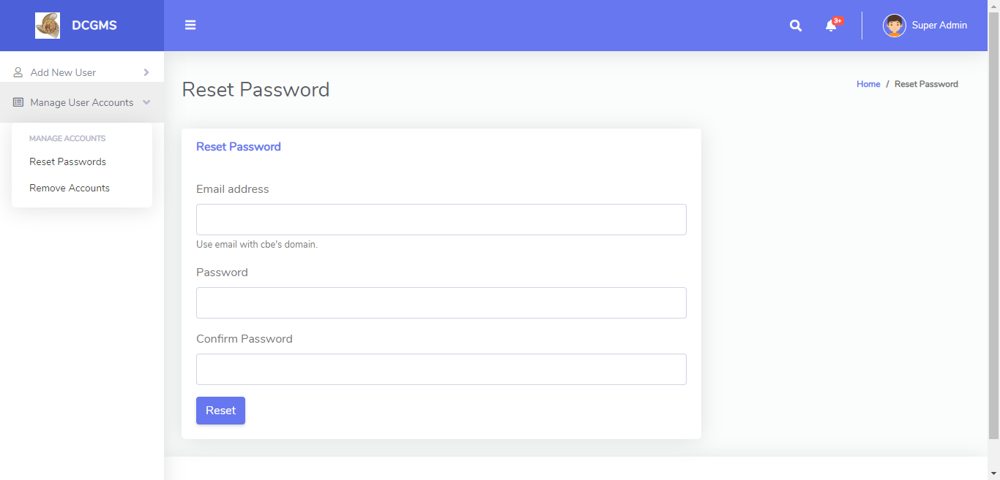 DCGMS
3+
Super Admin
Add New User
Manage User Accounts
MANAGE ACCOUNTS
Reset Passwords
Remove Accounts
Reset Password
Home / Reset Password
Reset Password
Email address
Use email with cbe's domain.
Password
Confirm Password
Reset